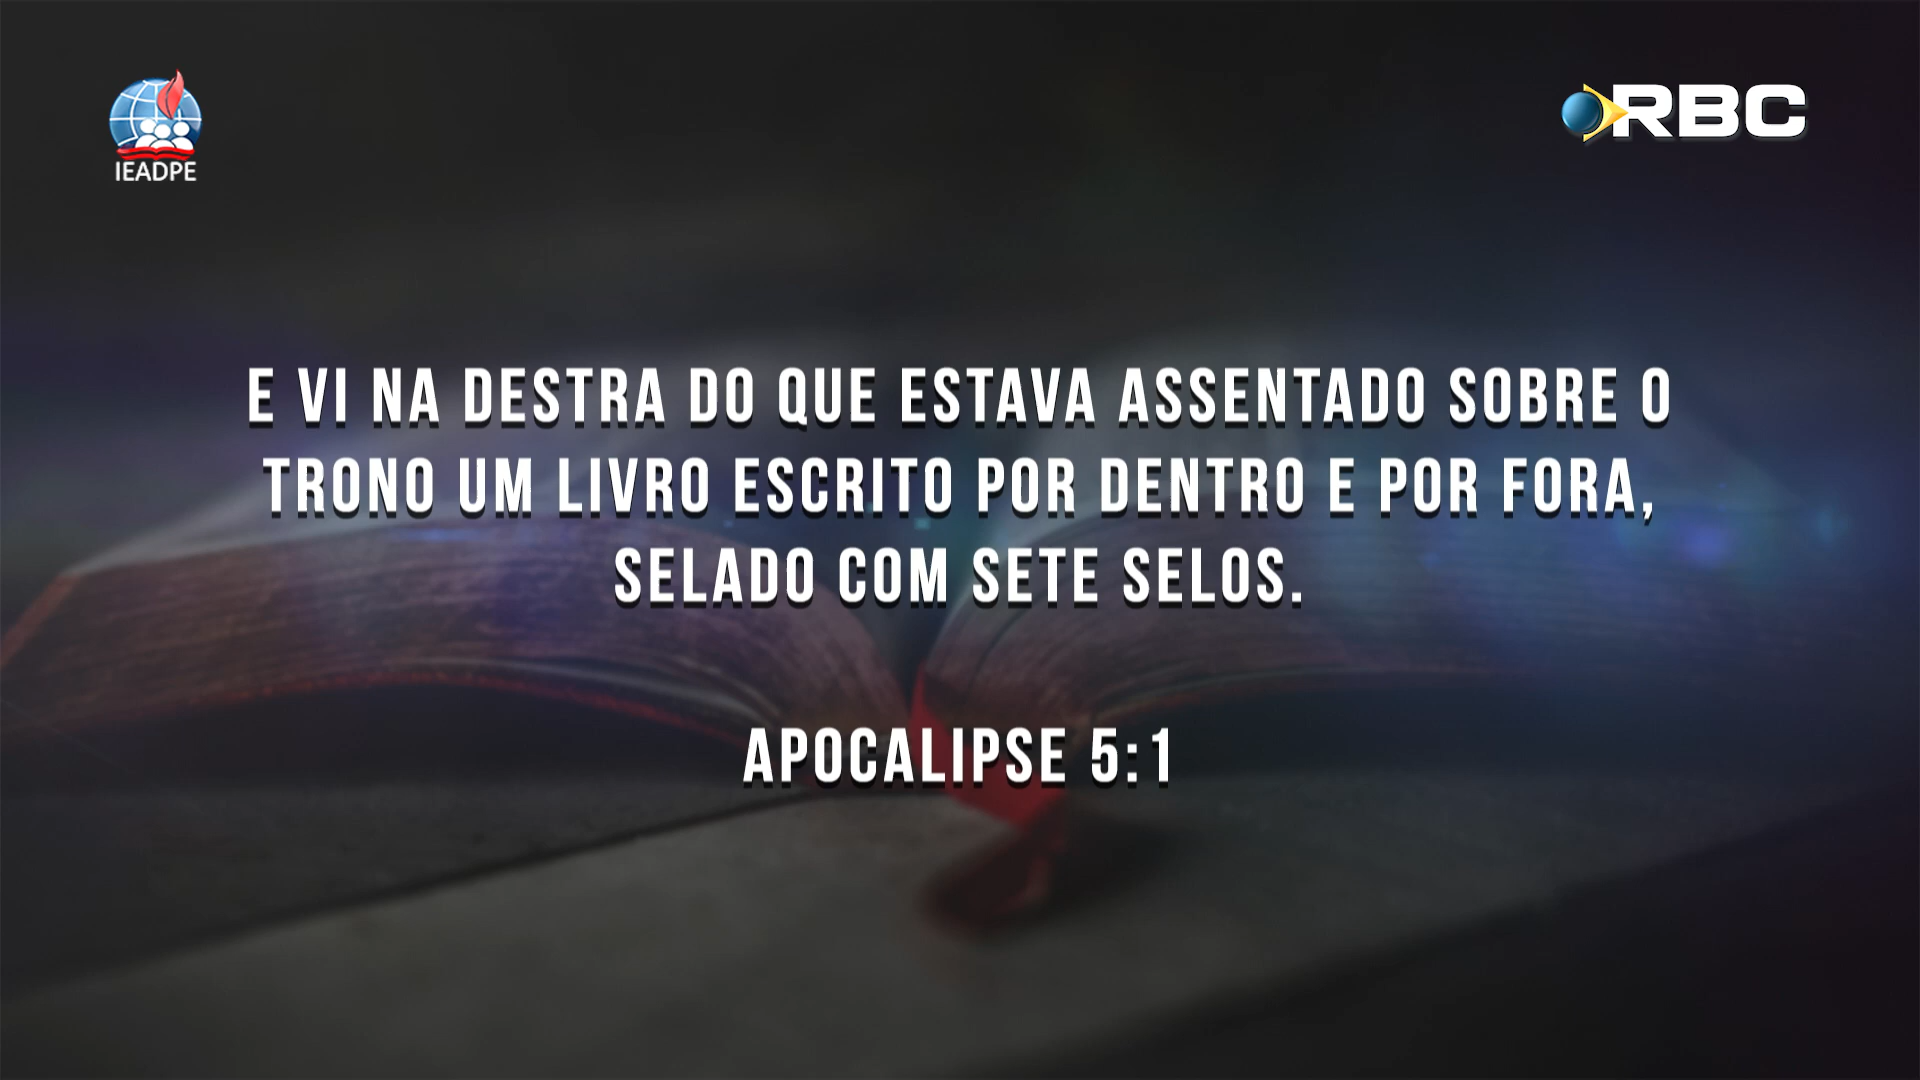 IEADPE
RBC
E VI NA DESTRA DO QUE ESTAVA ASSENTADO SOBRE O
TRONO UM LIVRO ESCRITO POR DENTRO E POR FORA,
SELADO COM SETE SELOS.
APOCALIPSE 5:1